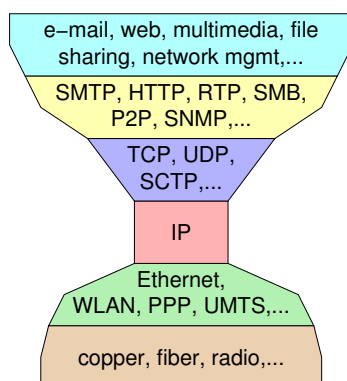 e−mail, web, multimedia, file
sharing, network mgmt,...
SMTP, HTTP, RTP, SMB,
P2P, SNMP,...
TCP, UDP,
SCTP,...
IP
Ethernet,
WLAN, PPP, UMTS,...
copper, fiber, radio,...